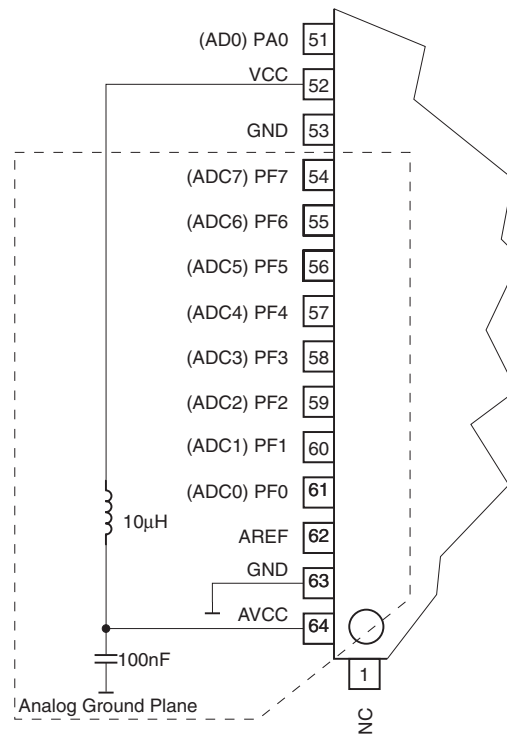 (AD0) PA0 51
VCC 52
GND 53
(ADC7) PF7 54
(ADC6) PF6 55
(ADC5) PF5 56
(ADC4) PF4 57
(ADC3) PF3 58
(ADC2) PF2 59
(ADC1) PF1 60
(ADC0) PF0 61
10μH
AREF 62
GND 63
AVCC 64
100nF
1
Analog Ground Plane
NC